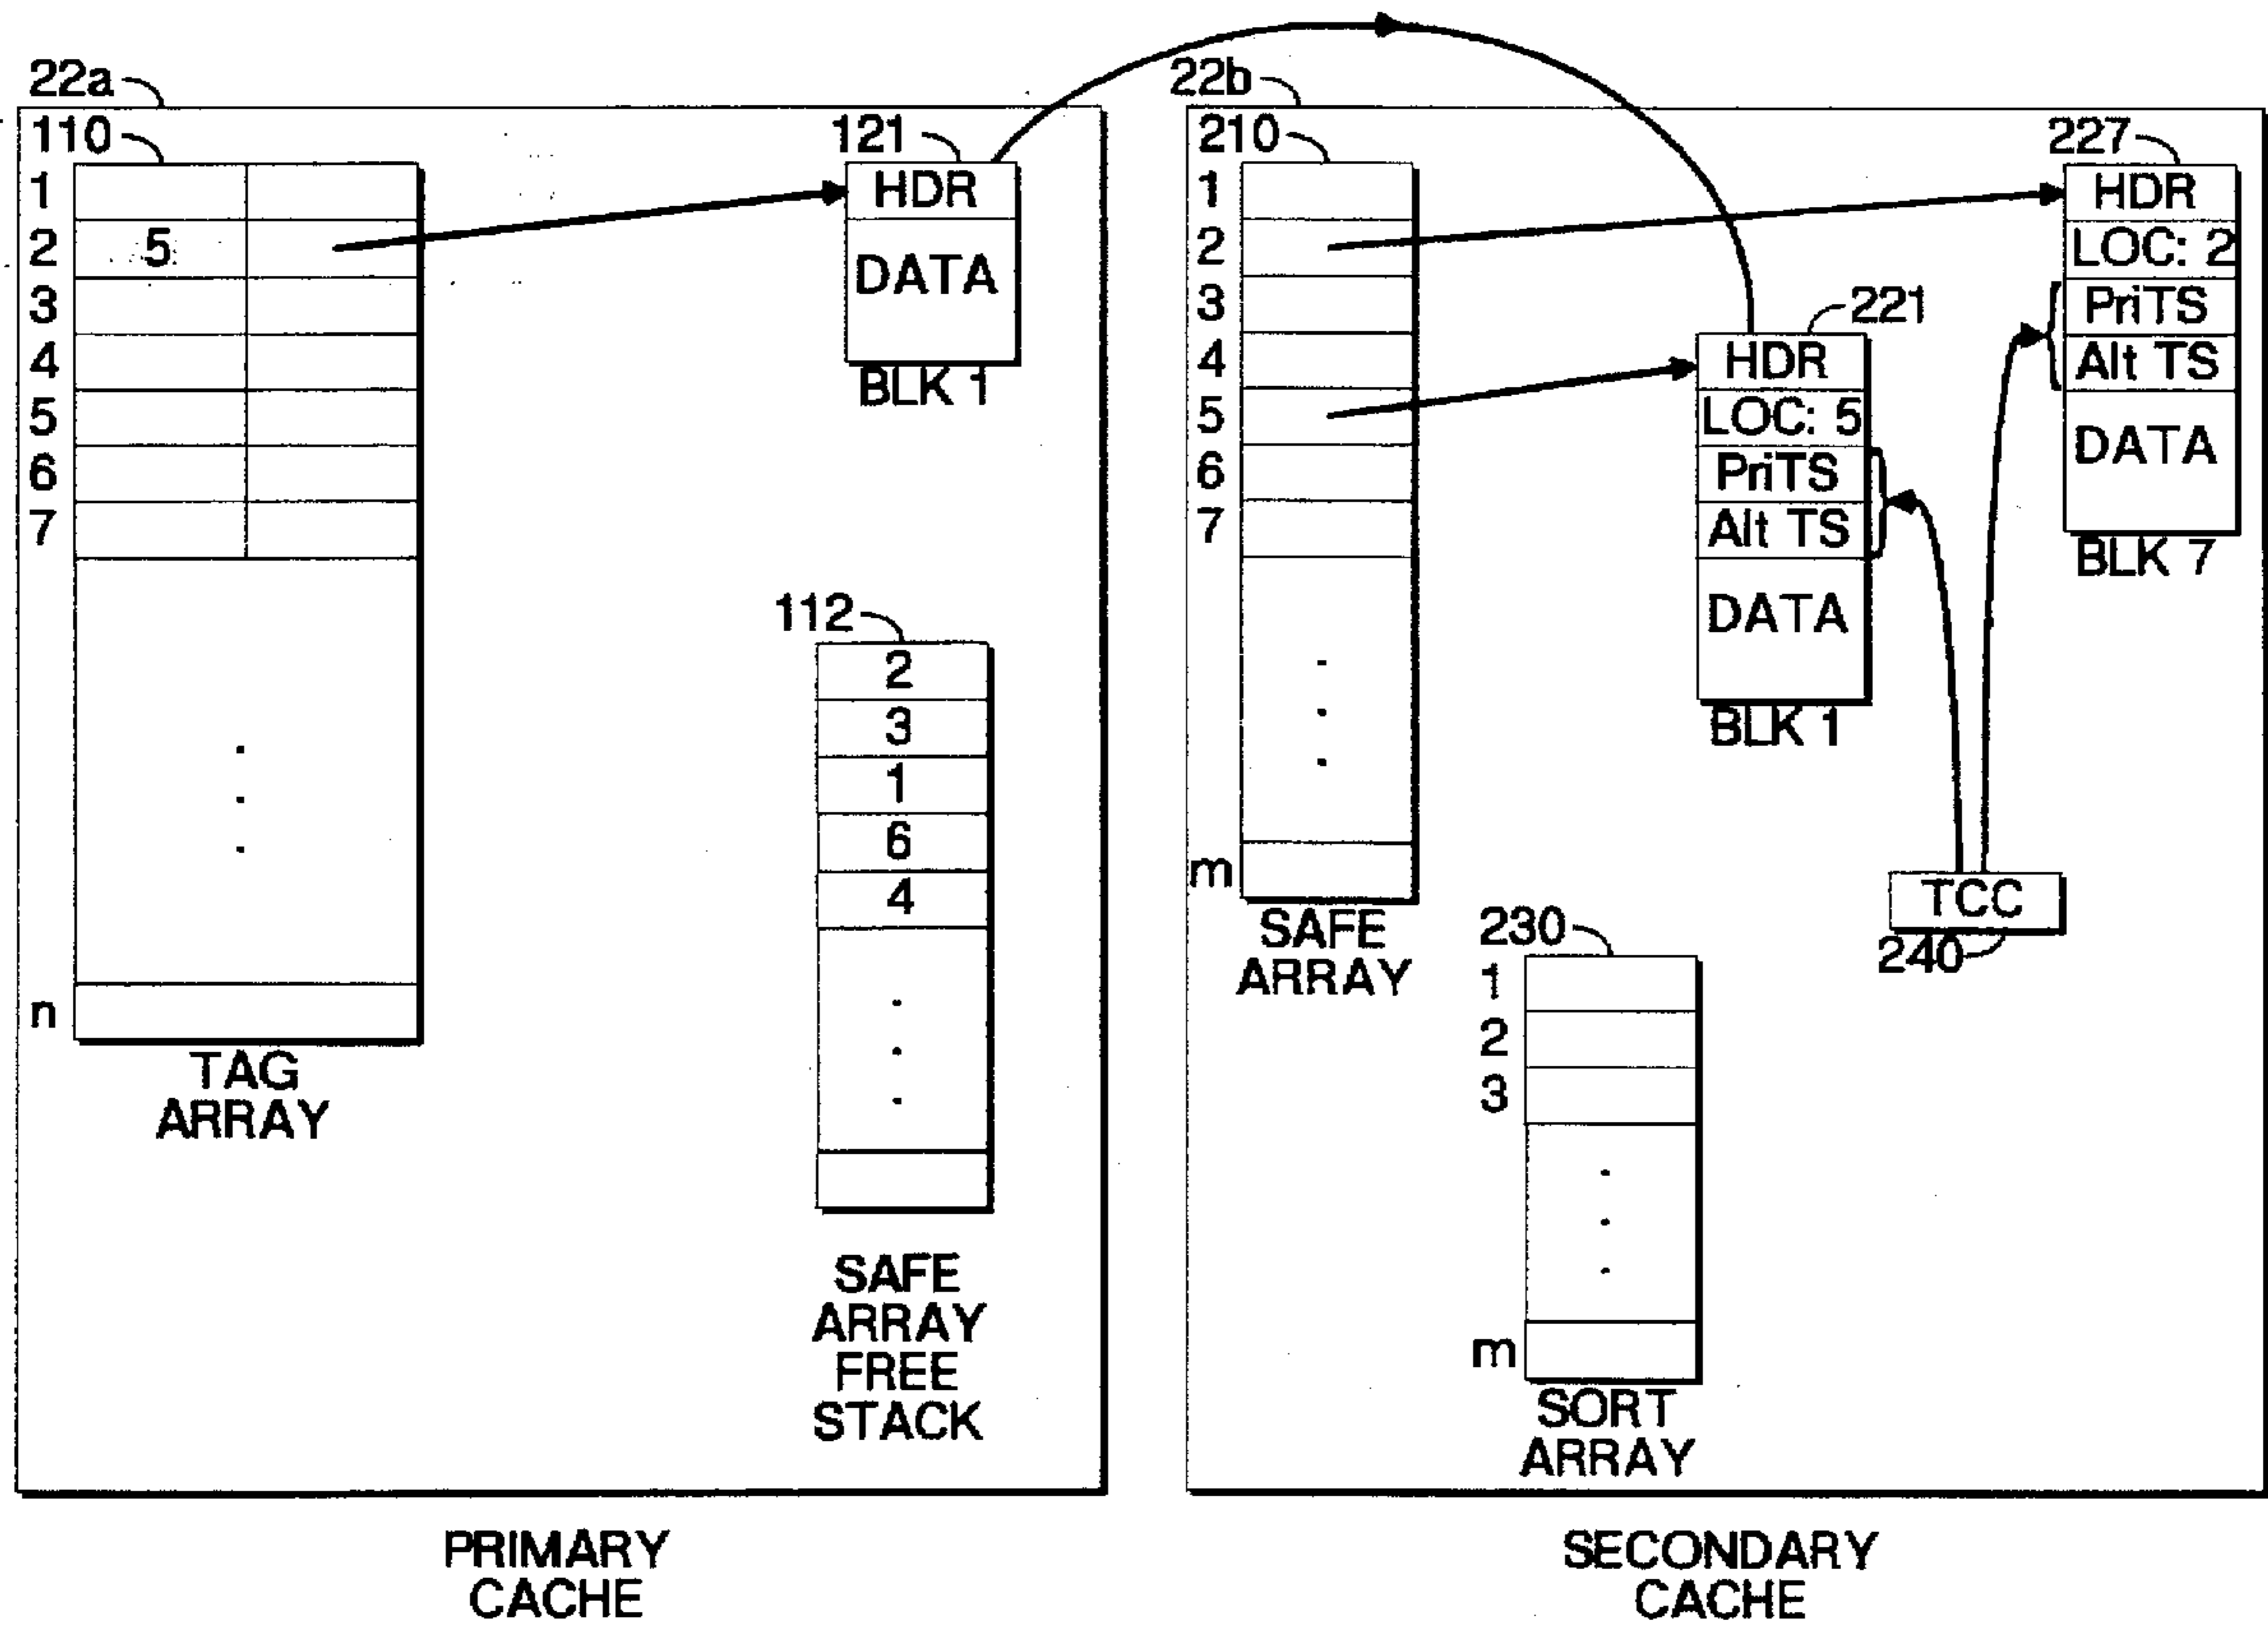 22a
110
1
2
5
3
4
5
6
7
n
TAG
ARRAY
121
HDR
DATA
BLK 1
112
2
3
1
6
4
SAFE
ARRAY
FREE
STACK
PRIMARY
CACHE
22b
210
1
2
3
4
5
6
7
m
SAFE
ARRAY
221
HDR
LOC: 5
PriTS
Alt TS
DATA
BLK 1
227
HDR
LOC: 2
PriTS
Alt TS
DATA
BLK 7
TCC
240
230
1
2
3
m
SORT
ARRAY
SECONDARY
CACHE